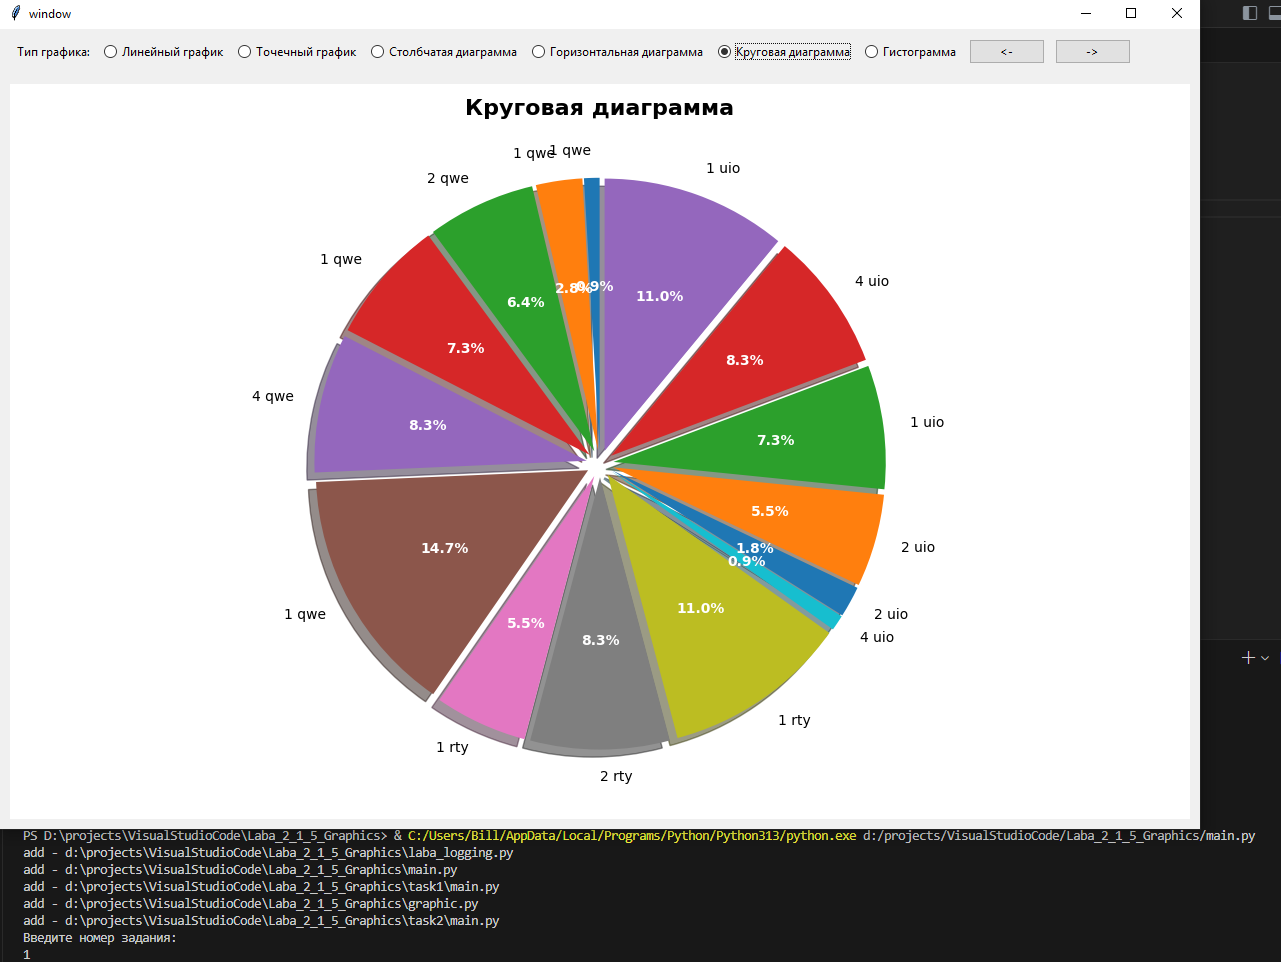 window
Тип графика: Линейный график Точечный график Столбчатая диаграмма Горизонтальная диаграмма Круговая диаграмма Гистограмма <- ->
Круговая диаграмма
1 qwe
1 qwe
1 uio
2 qwe
1 qwe
4 uio
4 qwe
1 uio
2 uio
1 qwe
2 uio
4 uio
1 rty
1 rty
2 rty
2.8%
0.9%
11.0%
6.4%
7.3%
8.3%
8.3%
7.3%
5.5%
14.7%
1.8%
0.9%
11.0%
5.5%
8.3%
PS D:\projects\VisualStudioCode\Laba_2_1_5_Graphics> & C:/Users/Bill/AppData/Local/Programs/Python/Python313/python.exe d:/projects/VisualStudioCode/Laba_2_1_5_Graphics/main.py
add - d:\projects\VisualStudioCode\Laba_2_1_5_Graphics\laba_logging.py
add - d:\projects\VisualStudioCode\Laba_2_1_5_Graphics\main.py
add - d:\projects\VisualStudioCode\Laba_2_1_5_Graphics\task1\main.py
add - d:\projects\VisualStudioCode\Laba_2_1_5_Graphics\graphic.py
add - d:\projects\VisualStudioCode\Laba_2_1_5_Graphics\task2\main.py
Введите номер задания:
1